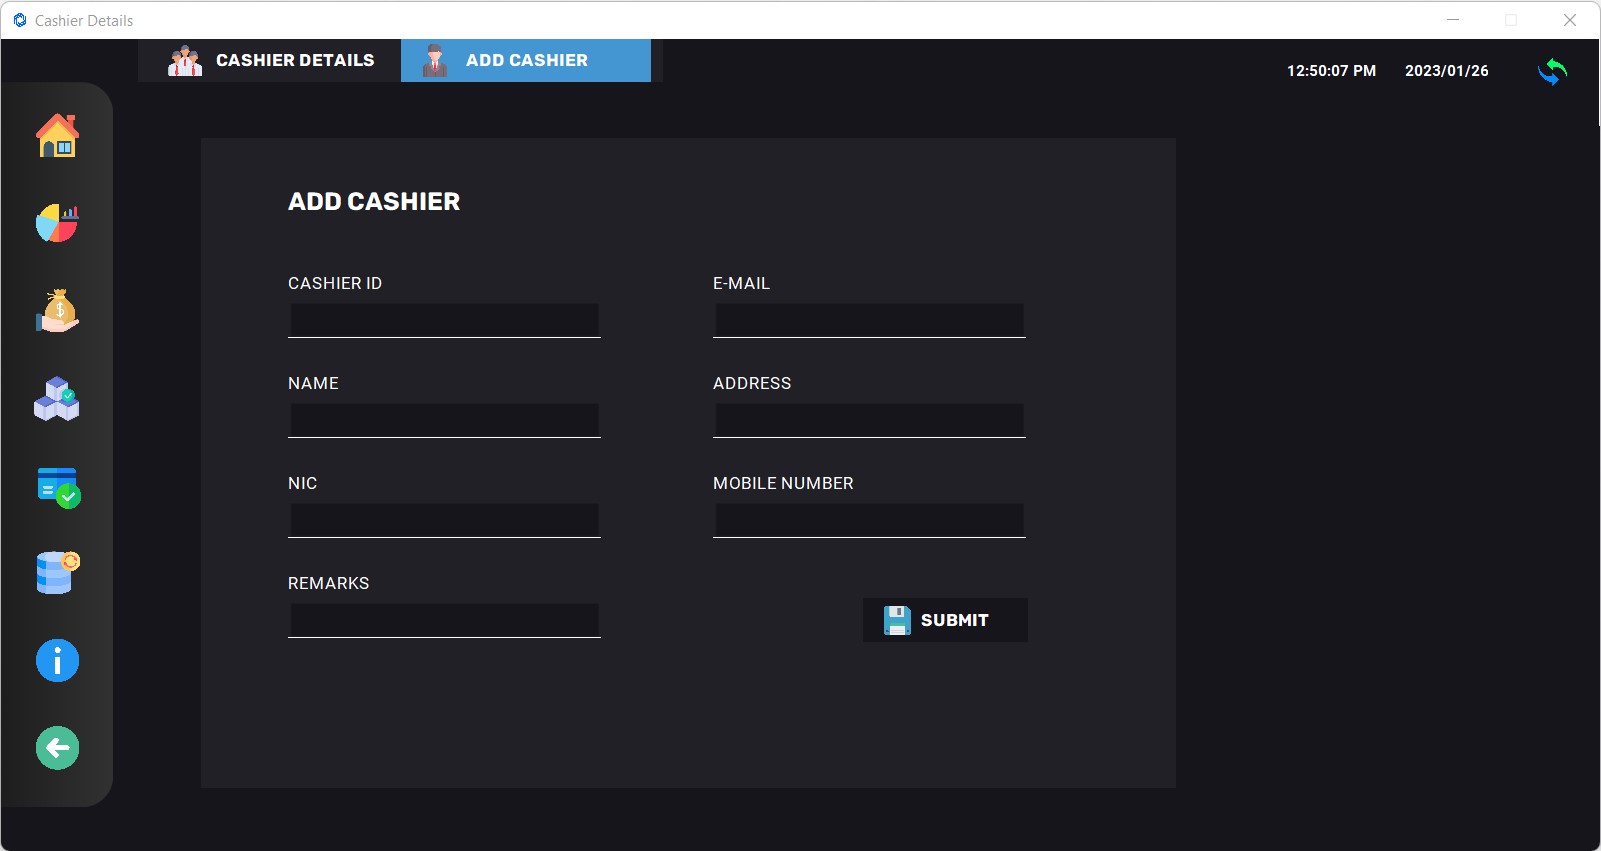 Cashier Details
CASHIER DETAILS
ADD CASHIER
12:50:07 PM
2023/01/26
ADD CASHIER
CASHIER ID
E-MAIL
NAME
ADDRESS
NIC
MOBILE NUMBER
REMARKS
SUBMIT